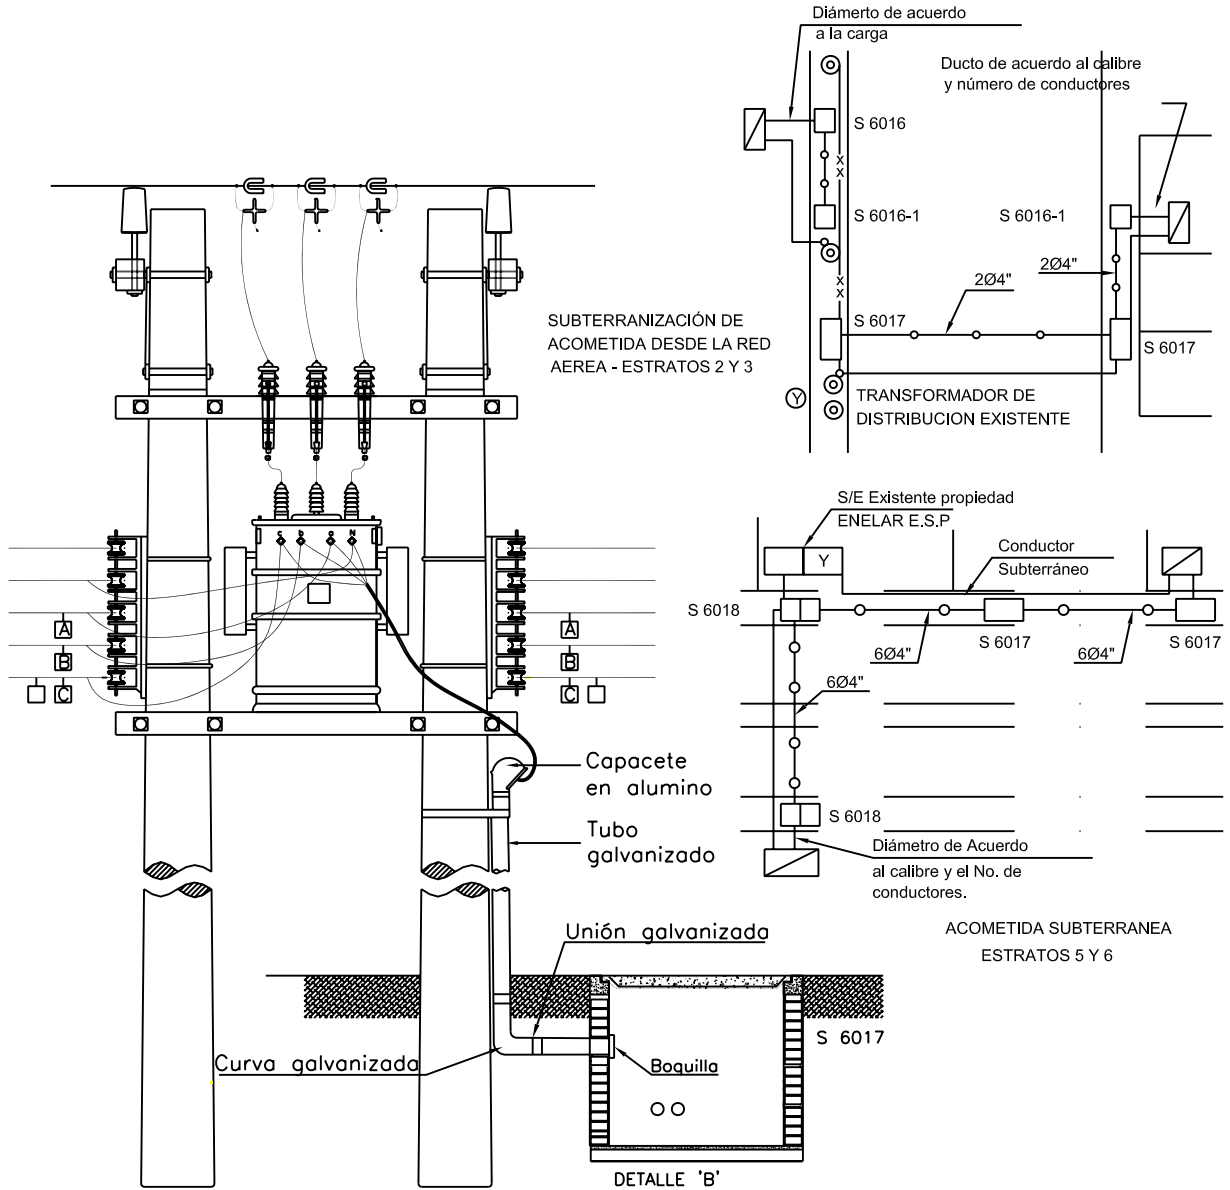 Diámerto de acuerdo
a la carga
Ducto de acuerdo al calibre
y número de conductores
S 6016
X
X
S 6016-1
S 6016-1
X
X
2Ø4"
2Ø4"
S 6017
S 6017
SUBTERRANIZACIÓN DE
ACOMETIDA DESDE LA RED
AEREA - ESTRATOS 2 Y 3
Y
TRANSFORMADOR DE
DISTRIBUCION EXISTENTE
S/E Existente propiedad
ENELAR E.S.P
Y
Conductor
Subterráneo
S 6018
6Ø4"
S 6017
6Ø4"
S 6017
6Ø4"
S 6018
Diámetro de Acuerdo
al calibre y el No. de
conductores.
ACOMETIDA SUBTERRANEA
ESTRATOS 5 Y 6
c b a N
A
B
C
A
B
C
Capacete
en alumino
Tubo
galvanizado
Unión galvanizada
S 6017
Curva galvanizada
Boquilla
DETALLE 'B'